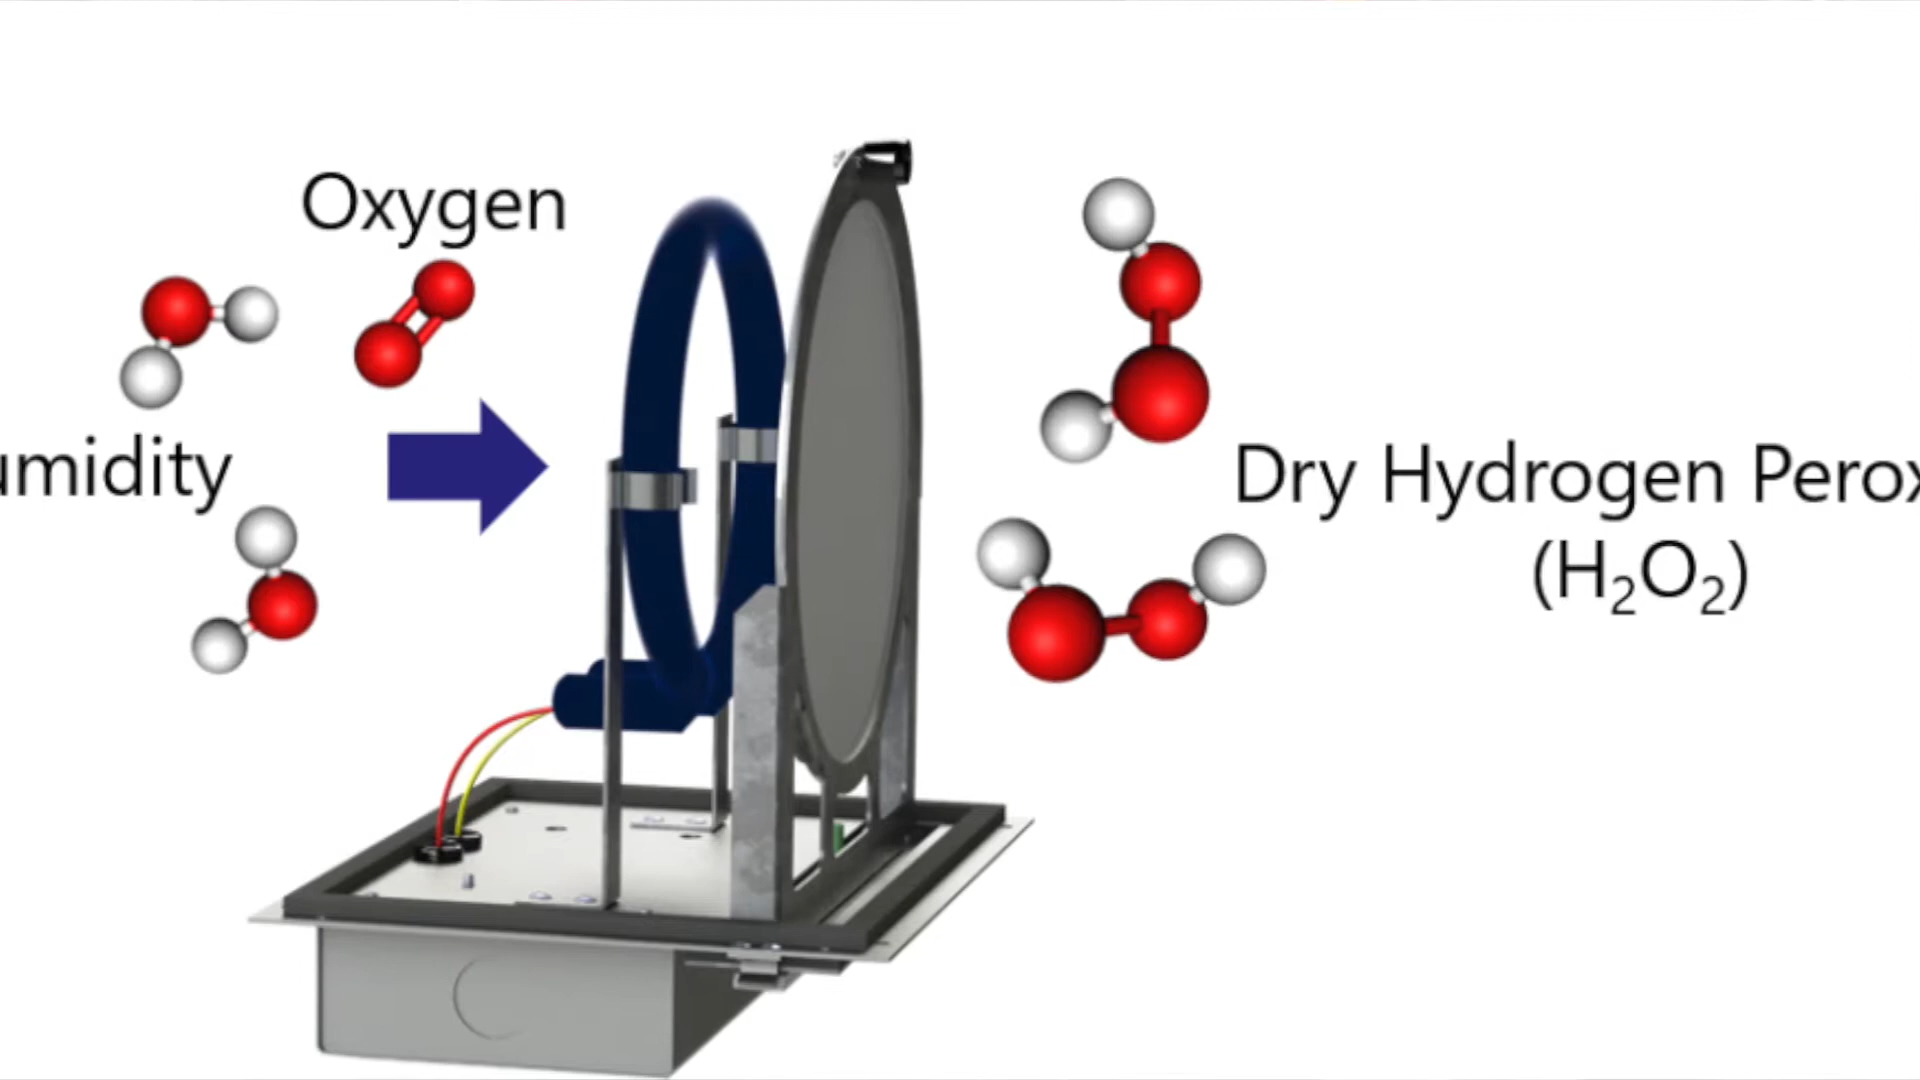 Oxygen
umidity
Dry Hydrogen Perox
(H₂O₂)